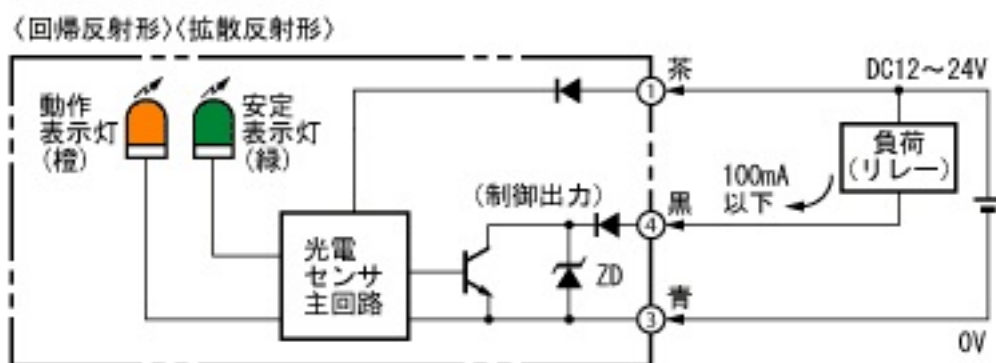 〈回帰反射形〉〈拡散反射形〉
動作
表示灯
(橙)
安定
表示灯
(緑)
光電
センサ
主回路
(制御出力)
ZD
1
茶
4
黒
3
青
100mA
以下
DC12～24V
負荷
(リレー)
0V